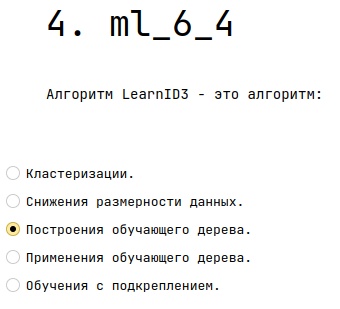 4. ml_6_4
Алгоритм LearnID3 - это алгоритм:
Кластеризации.
Снижения размерности данных.
Построения обучающего дерева.
Применения обучающего дерева.
Обучения с подкреплением.